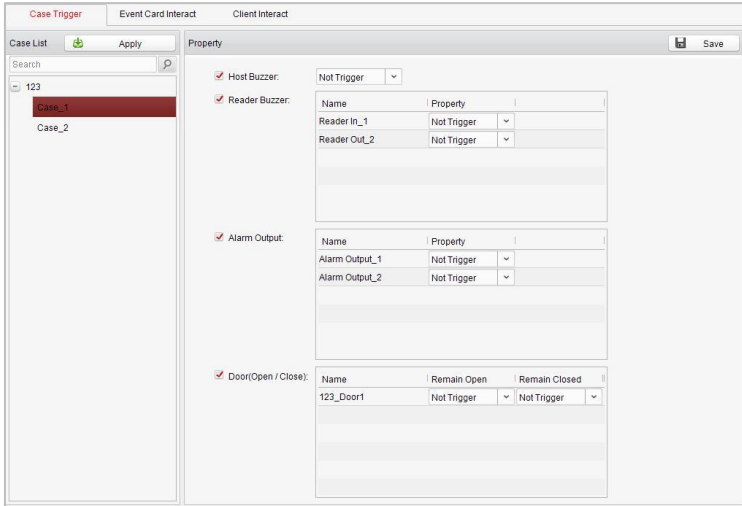 Case Trigger Event Card Interact Client Interact
Case List Apply Property Save
Search
123
Case_1
Case_2
Host Buzzer: Not Trigger
Reader Buzzer:
Name Property
Reader In_1 Not Trigger
Reader Out_2 Not Trigger
Alarm Output:
Name Property
Alarm Output_1 Not Trigger
Alarm Output_2 Not Trigger
Door(Open / Close):
Name Remain Open Remain Closed
123_Door1 Not Trigger Not Trigger